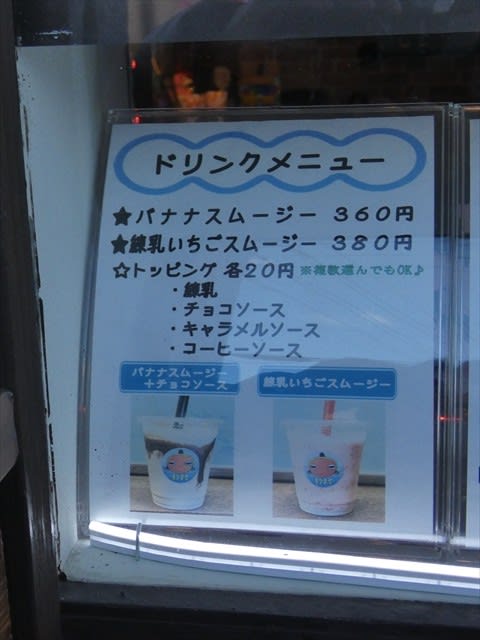 ドリンクメニュー
★バナナスムージー 360円
★練乳いちごスムージー 380円
☆トッピング 各20円 ※複数選んでもOK♪
・練乳
・チョコソース
・キャラメルソース
・コーヒーソース
バナナスムージー
+チョコソース
練乳いちごスムージー